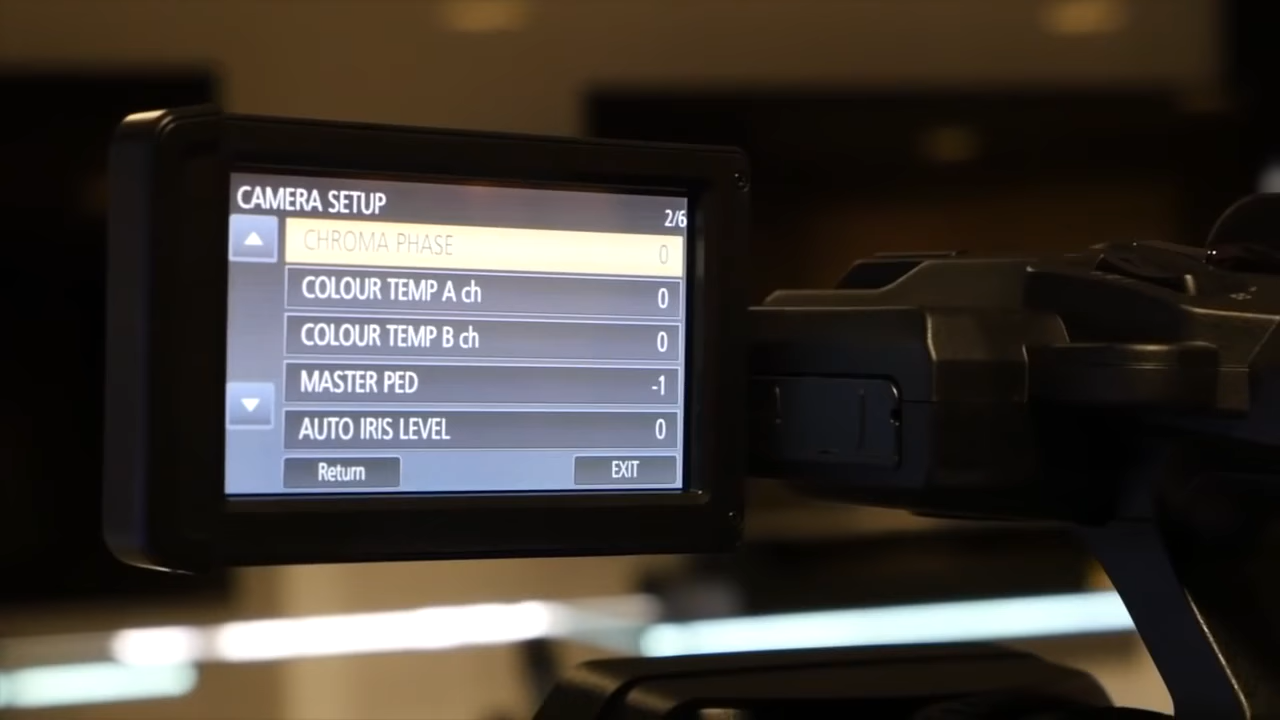 CAMERA SETUP
2/6
CHROMA PHASE 0
COLOUR TEMP A ch 0
COLOUR TEMP B ch 0
MASTER PED -1
AUTO IRIS LEVEL 0
Return EXIT